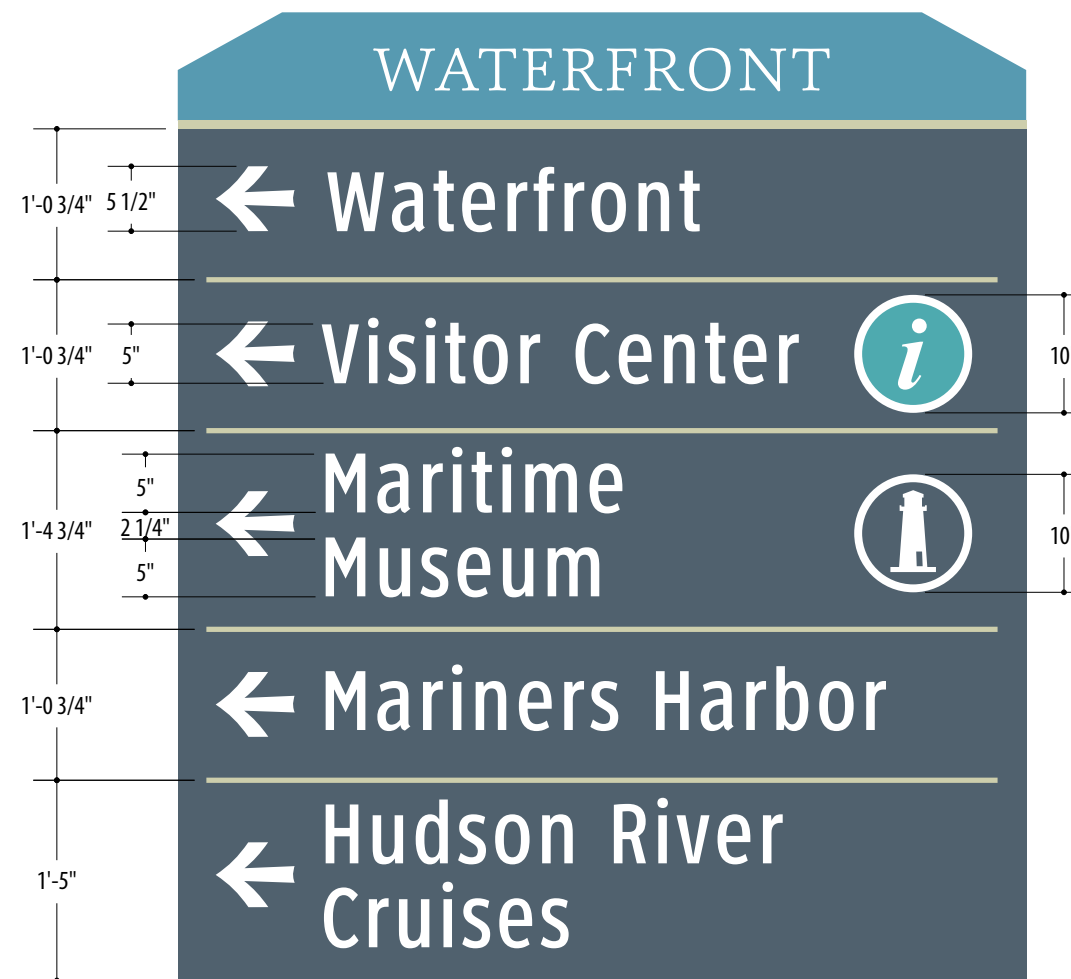 WATERFRONT
1'-0 3/4"
5 1/2"
Waterfront
1'-0 3/4"
5"
Visitor Center
i
10
5"
Maritime
1'-4 3/4"
2 1/4"
10
5"
Museum
1'-0 3/4"
Mariners Harbor
Hudson River
1'-5"
Cruises